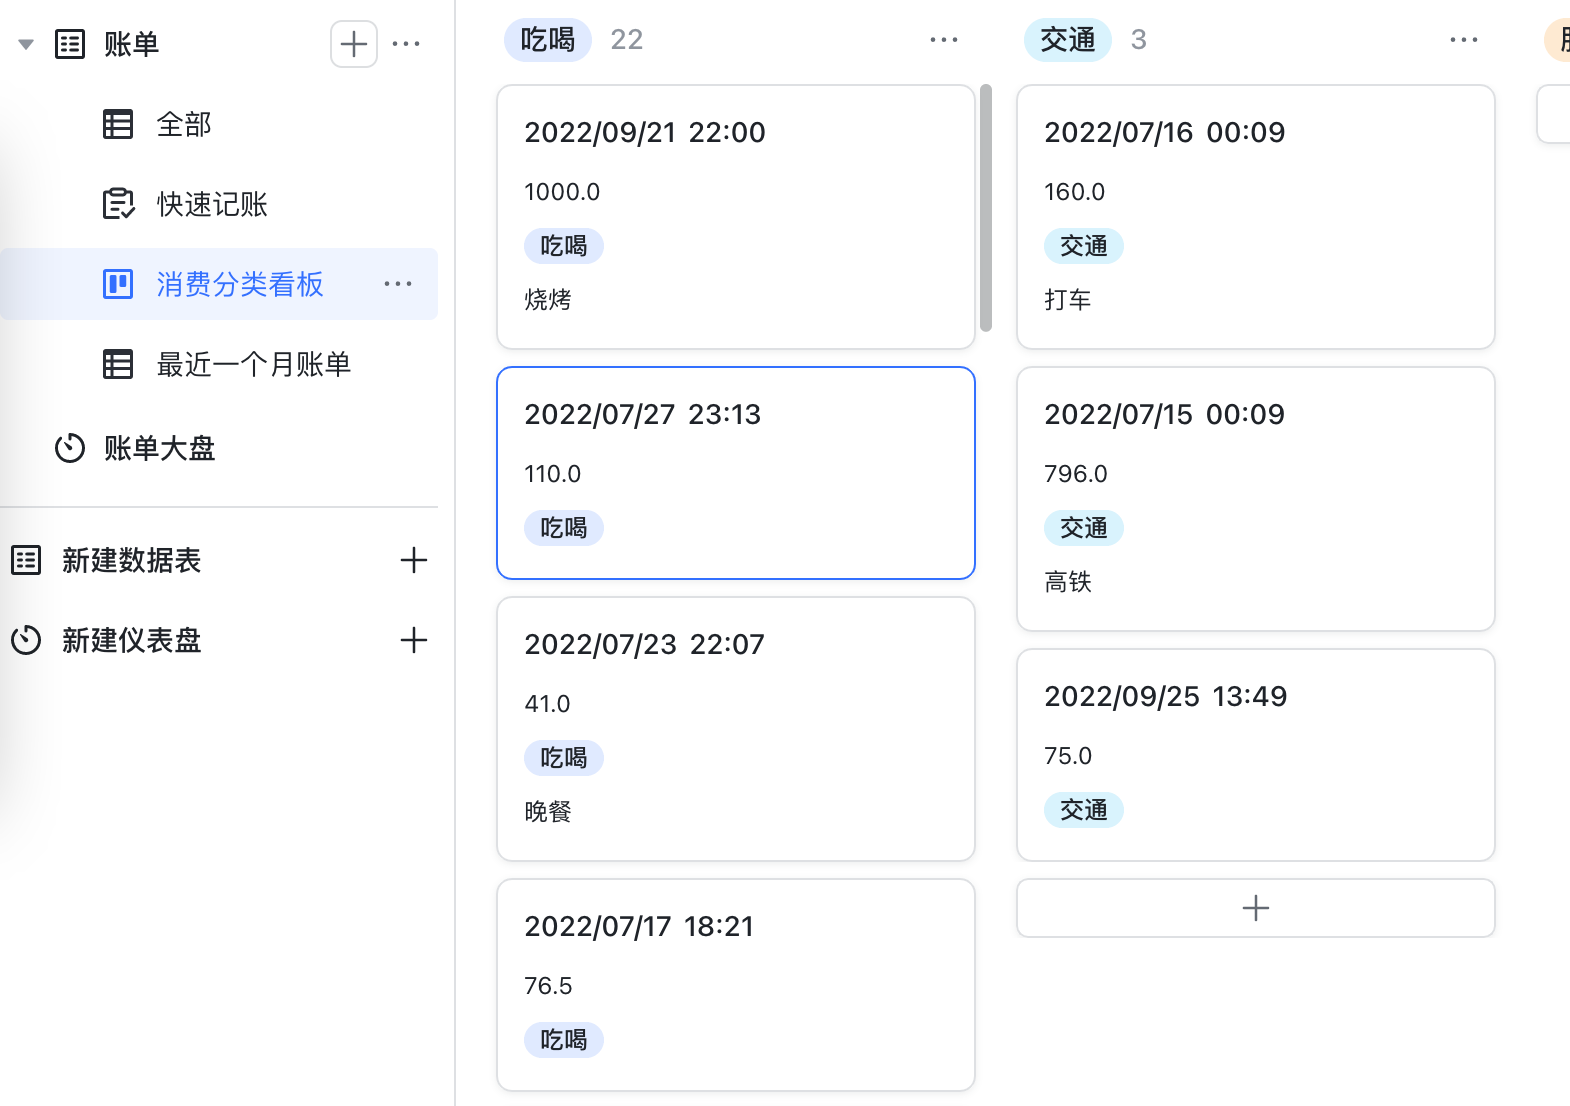 账单
全部
快速记账
消费分类看板
最近一个月账单
账单大盘
新建数据表
新建仪表盘
吃喝 22
2022/09/21 22:00
1000.0
吃喝
烧烤
2022/07/27 23:13
110.0
吃喝
2022/07/23 22:07
41.0
吃喝
晚餐
2022/07/17 18:21
76.5
吃喝
交通 3
2022/07/16 00:09
160.0
交通
打车
2022/07/15 00:09
796.0
交通
高铁
2022/09/25 13:49
75.0
交通